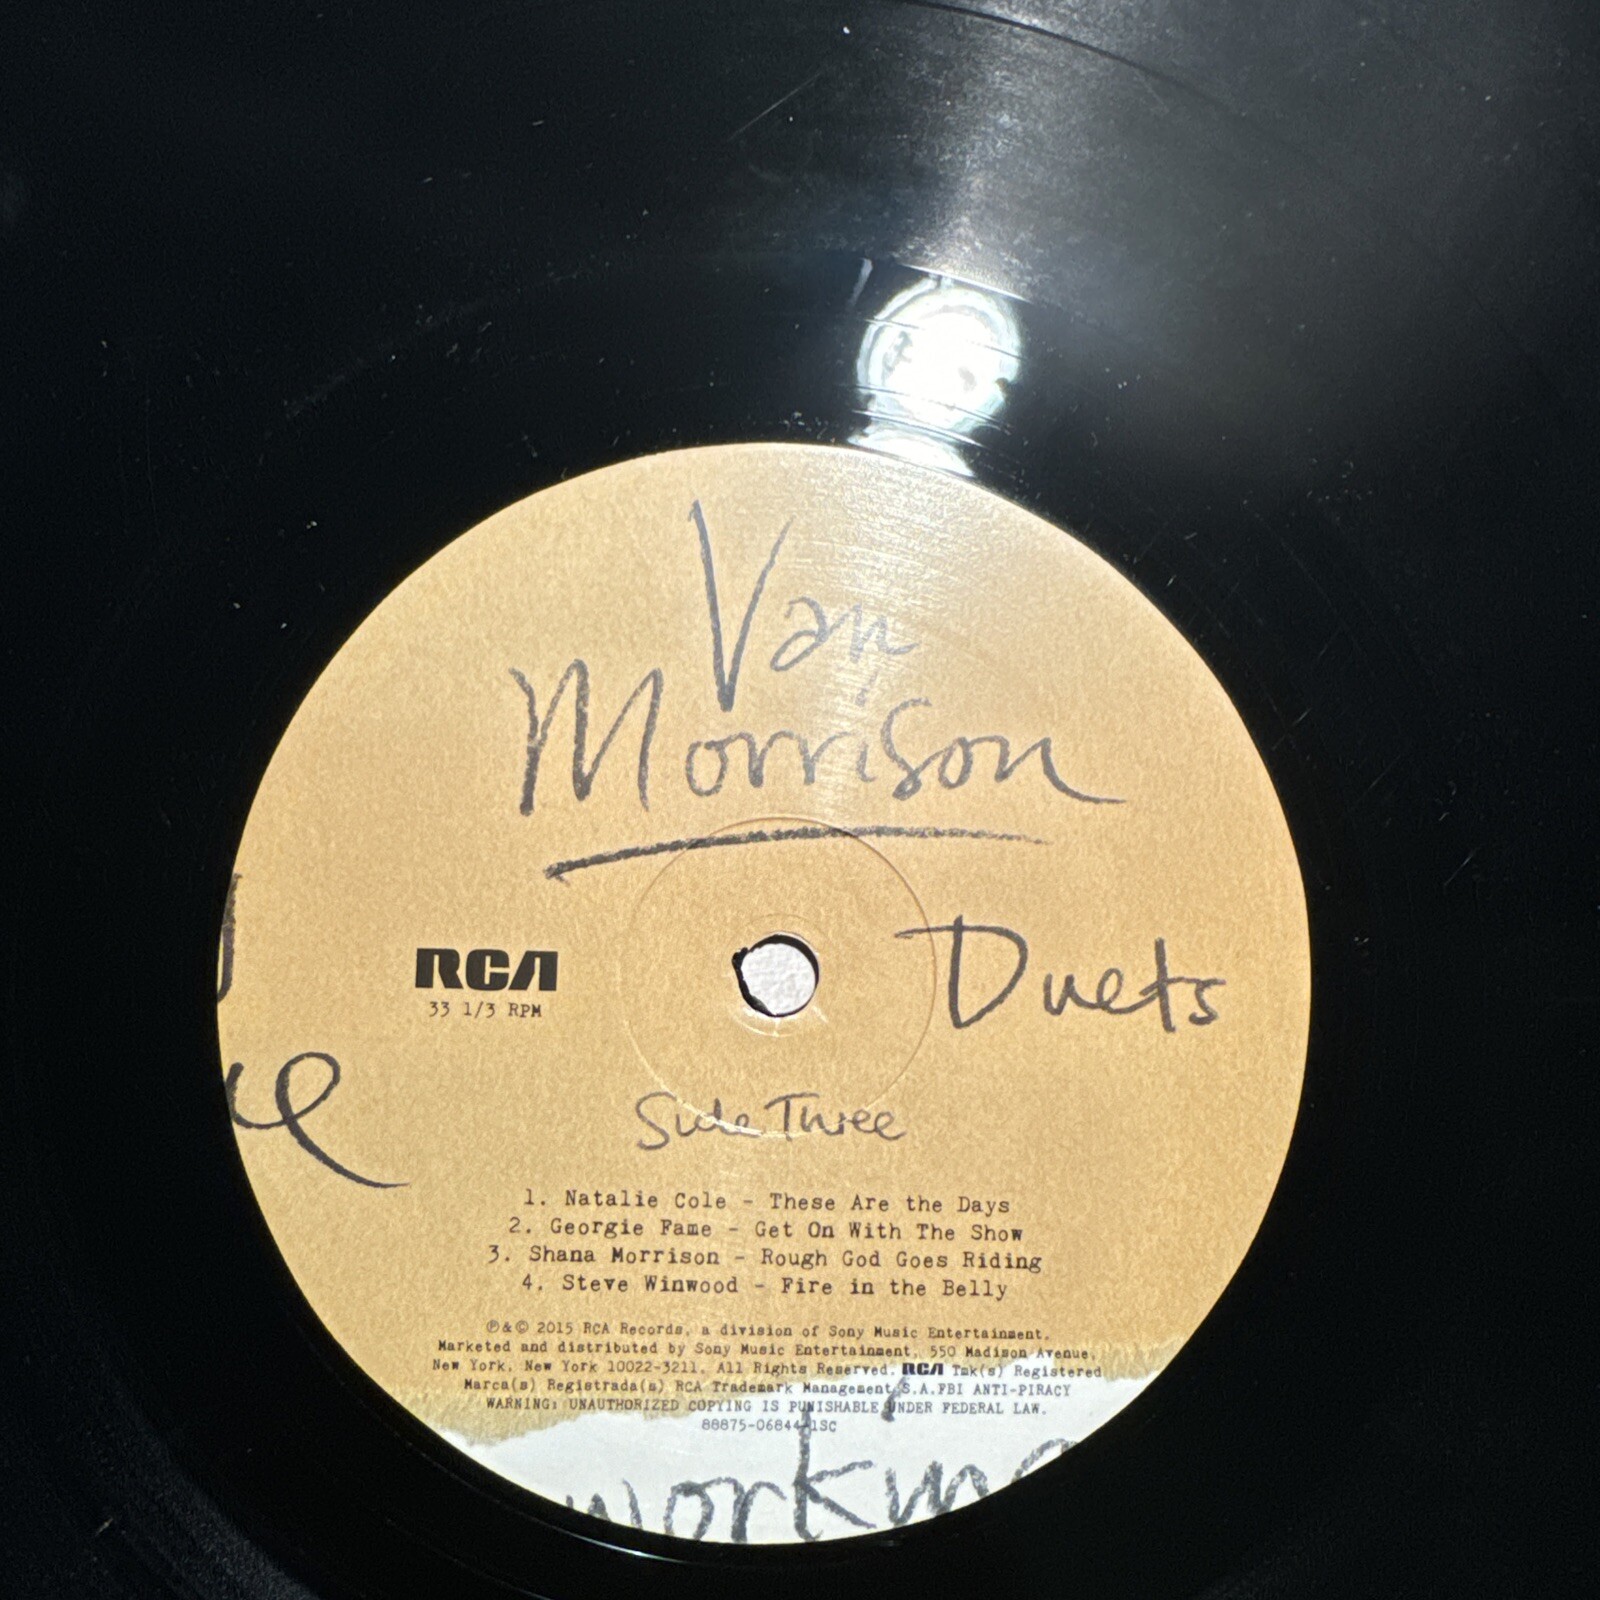 Van
Morrison
Duets
RCA
33 1/3 RPM
Side Three
1. Natalie Cole - These Are the Days
2. Georgie Fame - Get On With The Show
3. Shana Morrison - Rough God Goes Riding
4. Steve Winwood - Fire in the Belly
℗&© 2015 RCA Records, a division of Sony Music Entertainment.
Marketed and distributed by Sony Music Entertainment, 550 Madison Avenue,
New York, New York 10022-3211. All Rights Reserved. RCA Tmk(s) Registered
Marca(s) Registrada(s) RCA Trademark Management S.A.FBI ANTI-PIRACY
WARNING: UNAUTHORIZED COPYING IS PUNISHABLE UNDER FEDERAL LAW.
88875-06844-1SC
workin